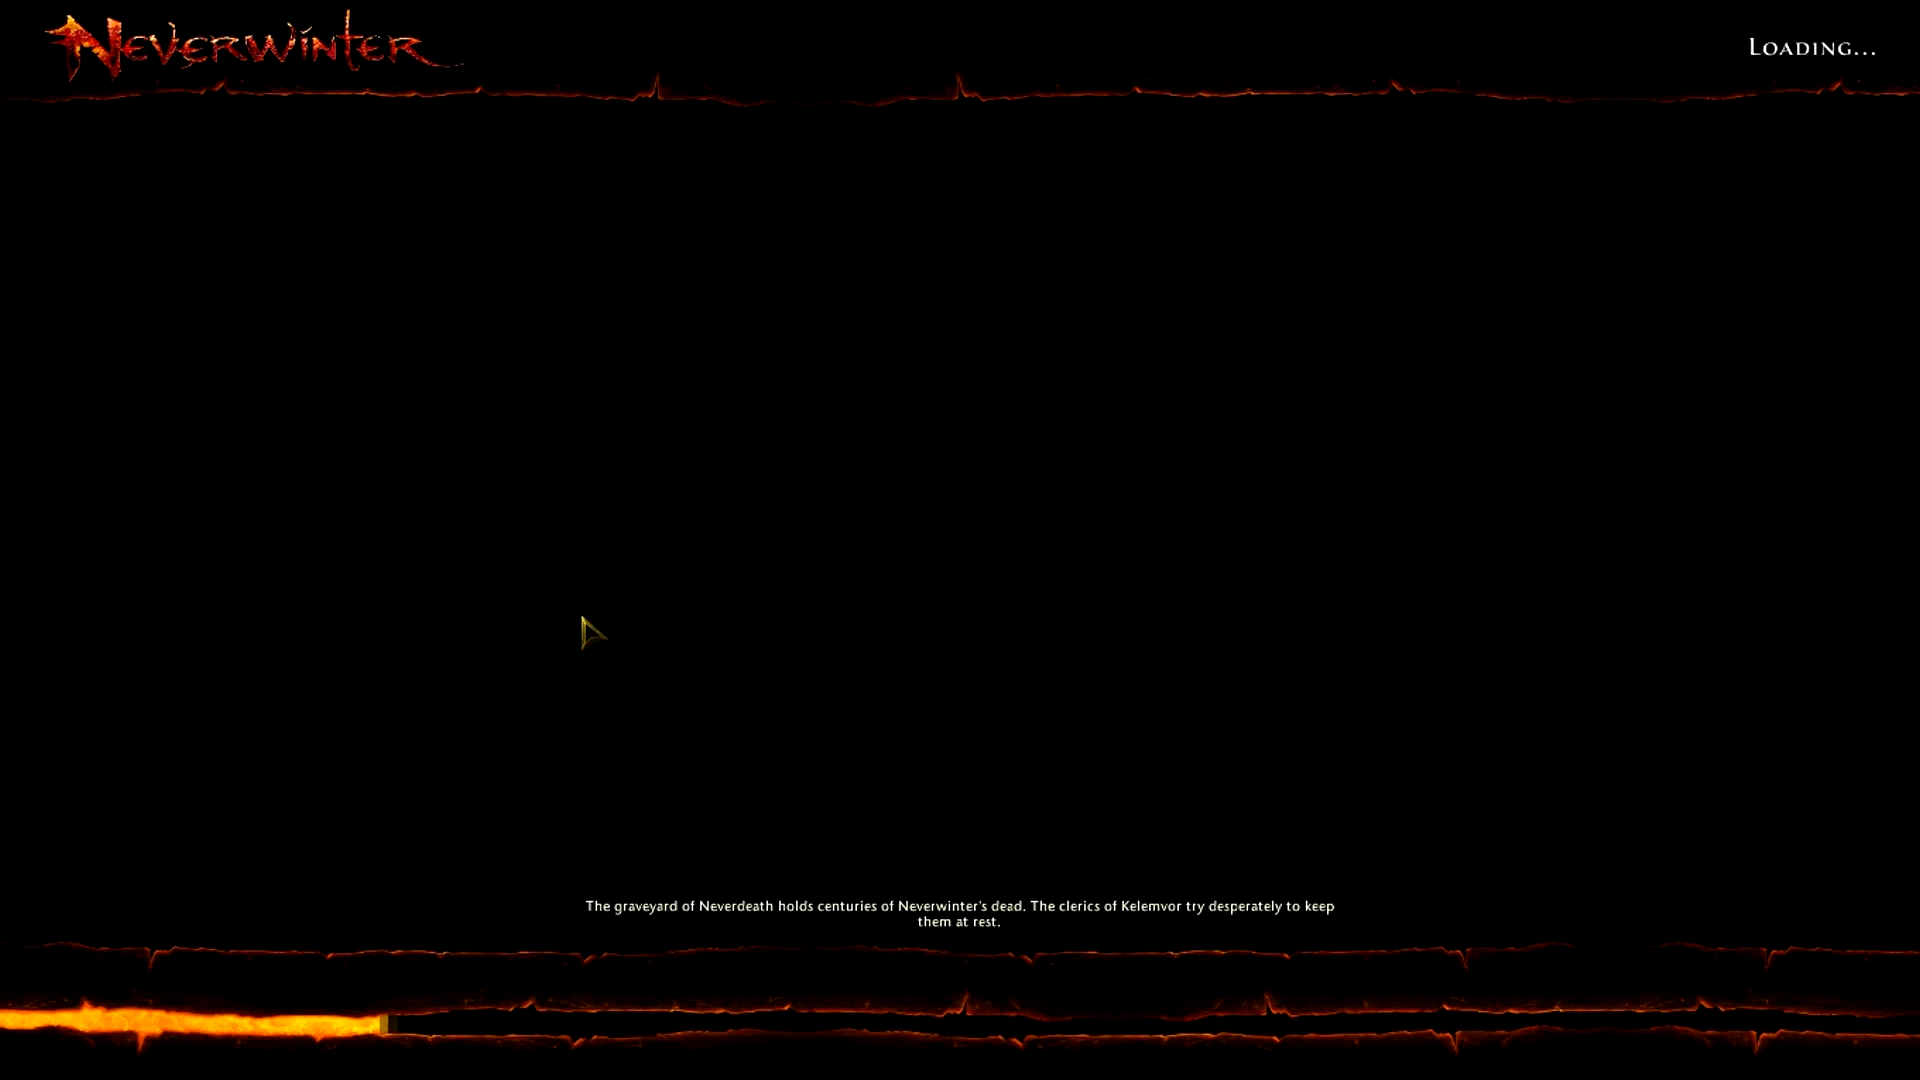 NEVERWINTER
LOADING...
The graveyard of Neverdeath holds centuries of Neverwinter's dead. The clerics of Kelemvor try desperately to keep
them at rest.